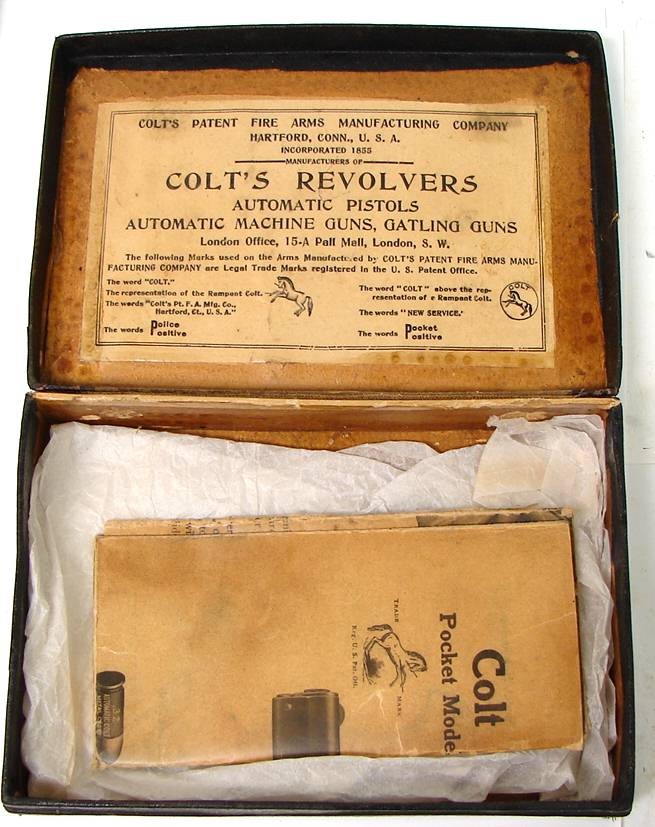 COLT'S PATENT FIRE ARMS MANUFACTURING COMPANY
HARTFORD, CONN., U. S. A.
INCORPORATED 1855
MANUFACTURERS OF
COLT'S REVOLVERS
AUTOMATIC PISTOLS
AUTOMATIC MACHINE GUNS, GATLING GUNS
London Office, 15-A Pall Mall, London, S. W.
The following Marks used on the Arms Manufactured by COLT'S PATENT FIRE ARMS MANU-
FACTURING COMPANY are Legal Trade Marks registered in the U. S. Patent Office.
The word "COLT."
The representation of the Rampant Colt.
The words "Colt's Pt. F. A. Mfg. Co.,
Hartford, Ct., U. S. A."
The words Police Positive
The word "COLT" above the rep-
resentation of a Rampant Colt.
COLT
The words "NEW SERVICE."
The words Pocket Positive
Colt
Pocket Mode
TRADE MARK
Reg. U. S. Pat. Off.
.32
AUTOMATIC COLT